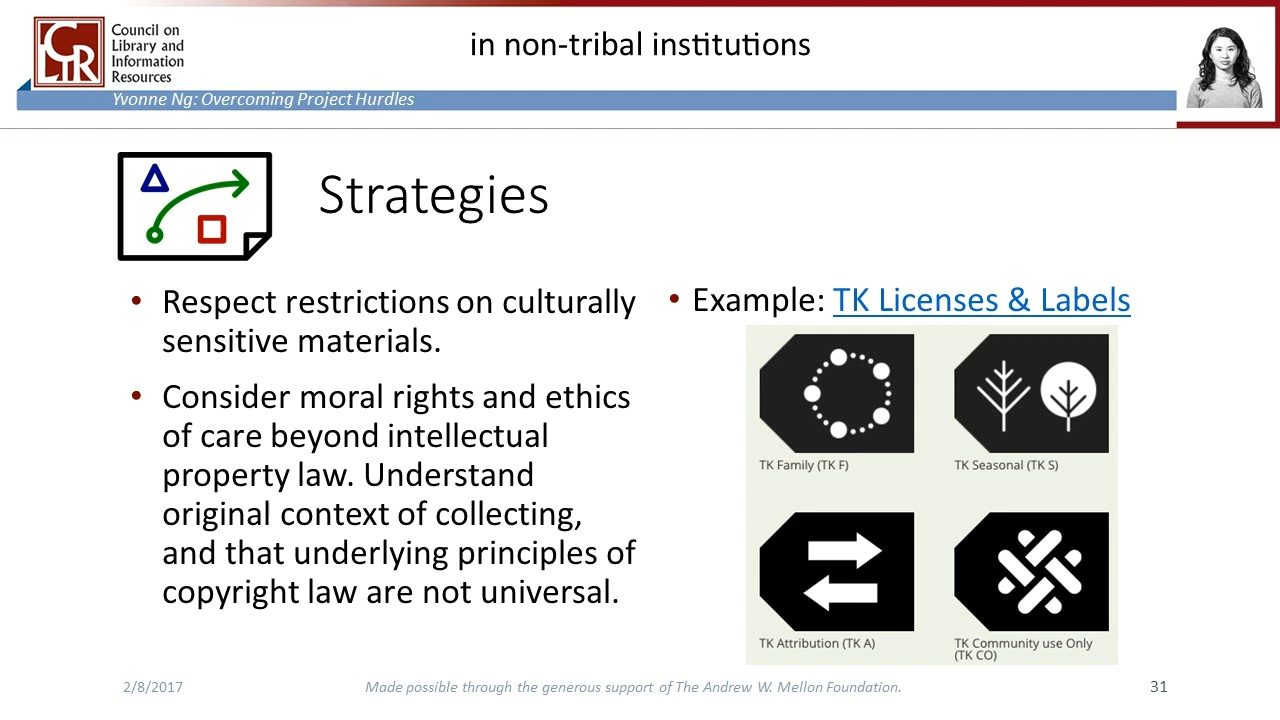 Council on
Library and
Information
Resources
CLIR
in non-tribal institutions
Yvonne Ng: Overcoming Project Hurdles
Strategies
• Respect restrictions on culturally
sensitive materials.
• Consider moral rights and ethics
of care beyond intellectual
property law. Understand
original context of collecting,
and that underlying principles of
copyright law are not universal.
• Example: TK Licenses & Labels
TK Family (TK F)
TK Seasonal (TK S)
TK Attribution (TK A)
TK Community use Only
(TK CO)
2/8/2017
Made possible through the generous support of The Andrew W. Mellon Foundation.
31